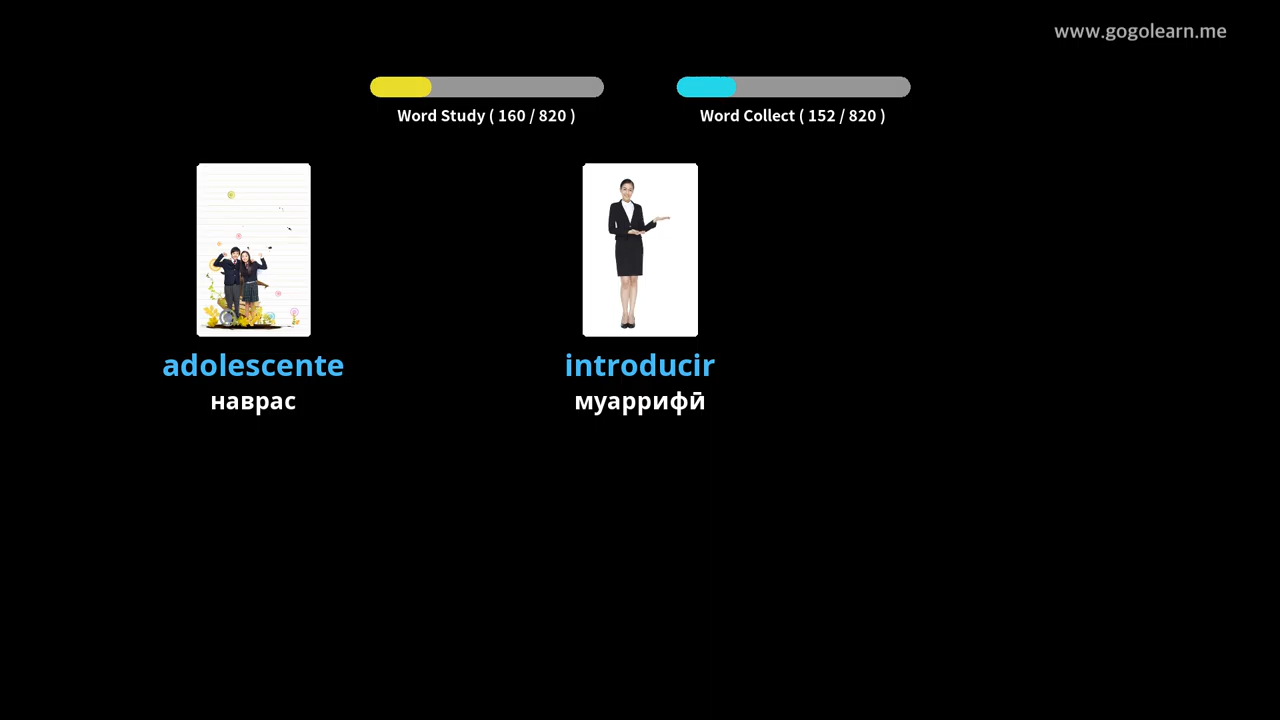 www.gogolearn.me
Word Study ( 160 / 820 )
Word Collect ( 152 / 820 )
adolescente
наврас
introducir
муаррифӣ